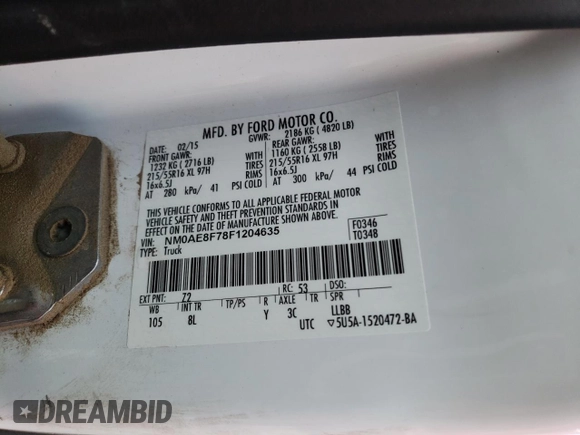 MFD. BY FORD MOTOR CO.
DATE: 02/15 GVWR: 2186 KG ( 4820 LB)
FRONT GAWR: REAR GAWR:
1232 KG ( 2716 LB) WITH 1160 KG ( 2558 LB) WITH
215/55R16 XL 97H TIRES 215/55R16 XL 97H TIRES
16x6.5J RIMS 16x6.5J RIMS
AT 280 kPa/ 41 PSI COLD AT 300 kPa/ 44 PSI COLD
THIS VEHICLE CONFORMS TO ALL APPLICABLE FEDERAL MOTOR
VEHICLE SAFETY AND THEFT PREVENTION STANDARDS IN
EFFECT ON THE DATE OF MANUFACTURE SHOWN ABOVE.
VIN: NM0AE8F78F1204635 F0346
TYPE: Truck T0348
EXT PNT: Z2 RC: 53 DSO:
WB INT TR TP/PS R AXLE TR SPR
105 8L Y 3C LLBB
UTC ▽5U5A-1520472-BA
DREAMBID